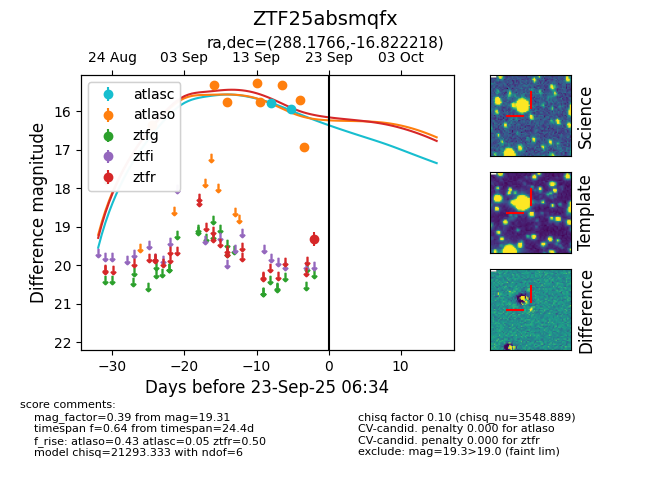 ZTF25absmqfx
ra,dec=(288.1766,-16.822218)
24 Aug 03 Sep 13 Sep 23 Sep 03 Oct
atlasc
atlaso
ztfg
ztfi
ztfr
Difference magnitude
16
17
18
19
20
21
22
−30 −20 −10 0 10
Days before 23-Sep-25 06:34
Science
Template
Difference
score comments:
mag_factor=0.39 from mag=19.31
timespan f=0.64 from timespan=24.4d
f_rise: atlaso=0.43 atlasc=0.05 ztfr=0.50
model chisq=21293.333 with ndof=6
chisq factor 0.10 (chisq_nu=3548.889)
CV-candid. penalty 0.000 for atlaso
CV-candid. penalty 0.000 for ztfr
exclude: mag=19.3>19.0 (faint lim)